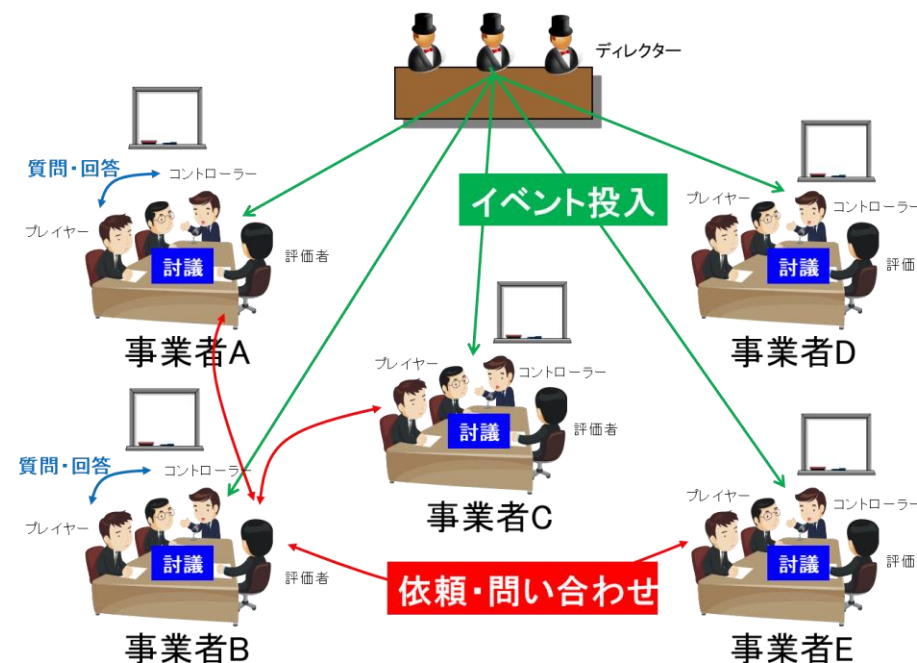 ディレクター
質問・回答
コントローラー
プレイヤー
討議
評価者
事業者A
イベント投入
プレイヤー
コントローラー
討議
評価
事業者D
プレイヤー
コントローラー
討議
評価者
事業者C
質問・回答
コントローラー
プレイヤー
討議
評価者
事業者B
依頼・問い合わせ
プレイヤー
コントローラー
討議
評価
事業者E